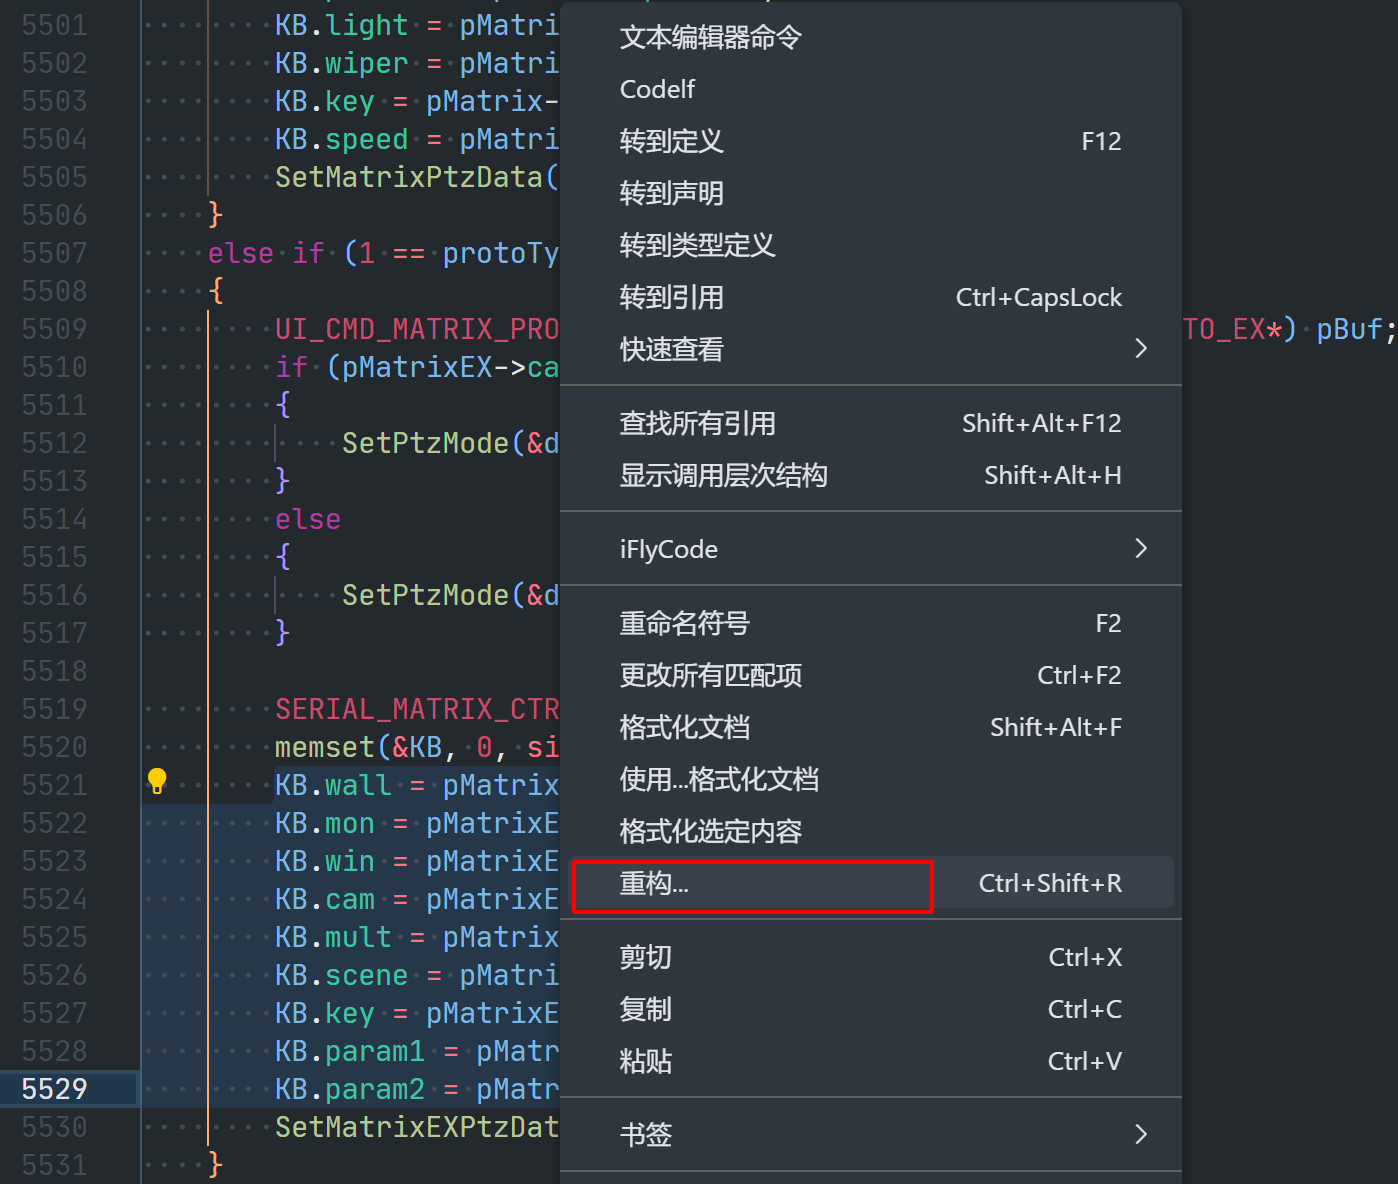 5501 KB.light = pMatri
5502 KB.wiper = pMatri
5503 KB.key = pMatrix-
5504 KB.speed = pMatri
5505 SetMatrixPtzData(
5506 }
5507 else if (1 == protoTy
5508 {
5509 UI_CMD_MATRIX_PRO TO_EX*) pBuf;
5510 if (pMatrixEX->ca
5511 {
5512 SetPtzMode(&d
5513 }
5514 else
5515 {
5516 SetPtzMode(&d
5517 }
5518
5519 SERIAL_MATRIX_CTR
5520 memset(&KB, 0, si
5521 KB.wall = pMatrix
5522 KB.mon = pMatrixE
5523 KB.win = pMatrixE
5524 KB.cam = pMatrixE
5525 KB.mult = pMatrix
5526 KB.scene = pMatri
5527 KB.key = pMatrixE
5528 KB.param1 = pMatr
5529 KB.param2 = pMatr
5530 SetMatrixEXPtzDat
5531 }
文本编辑器命令
Codelf
转到定义 F12
转到声明
转到类型定义
转到引用 Ctrl+CapsLock
快速查看
查找所有引用 Shift+Alt+F12
显示调用层次结构 Shift+Alt+H
iFlyCode
重命名符号 F2
更改所有匹配项 Ctrl+F2
格式化文档 Shift+Alt+F
使用...格式化文档
格式化选定内容
重构... Ctrl+Shift+R
剪切 Ctrl+X
复制 Ctrl+C
粘贴 Ctrl+V
书签